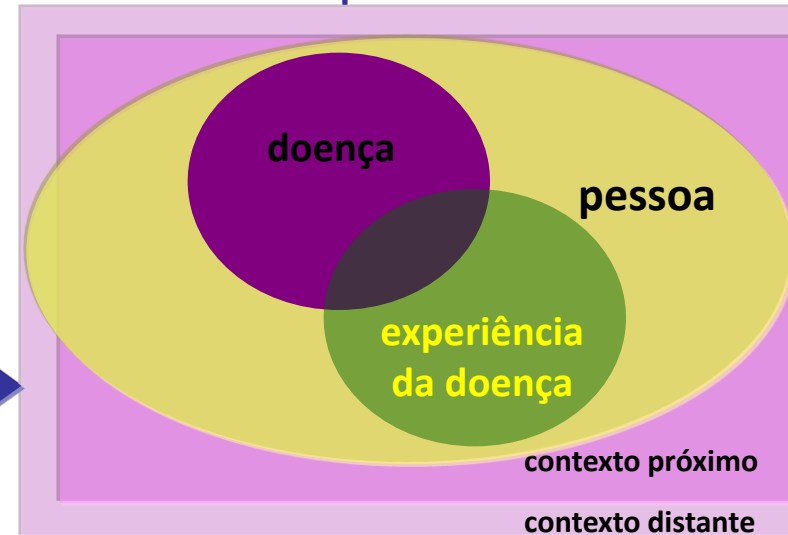 doença
pessoa
experiência
da doença
contexto próximo
contexto distante